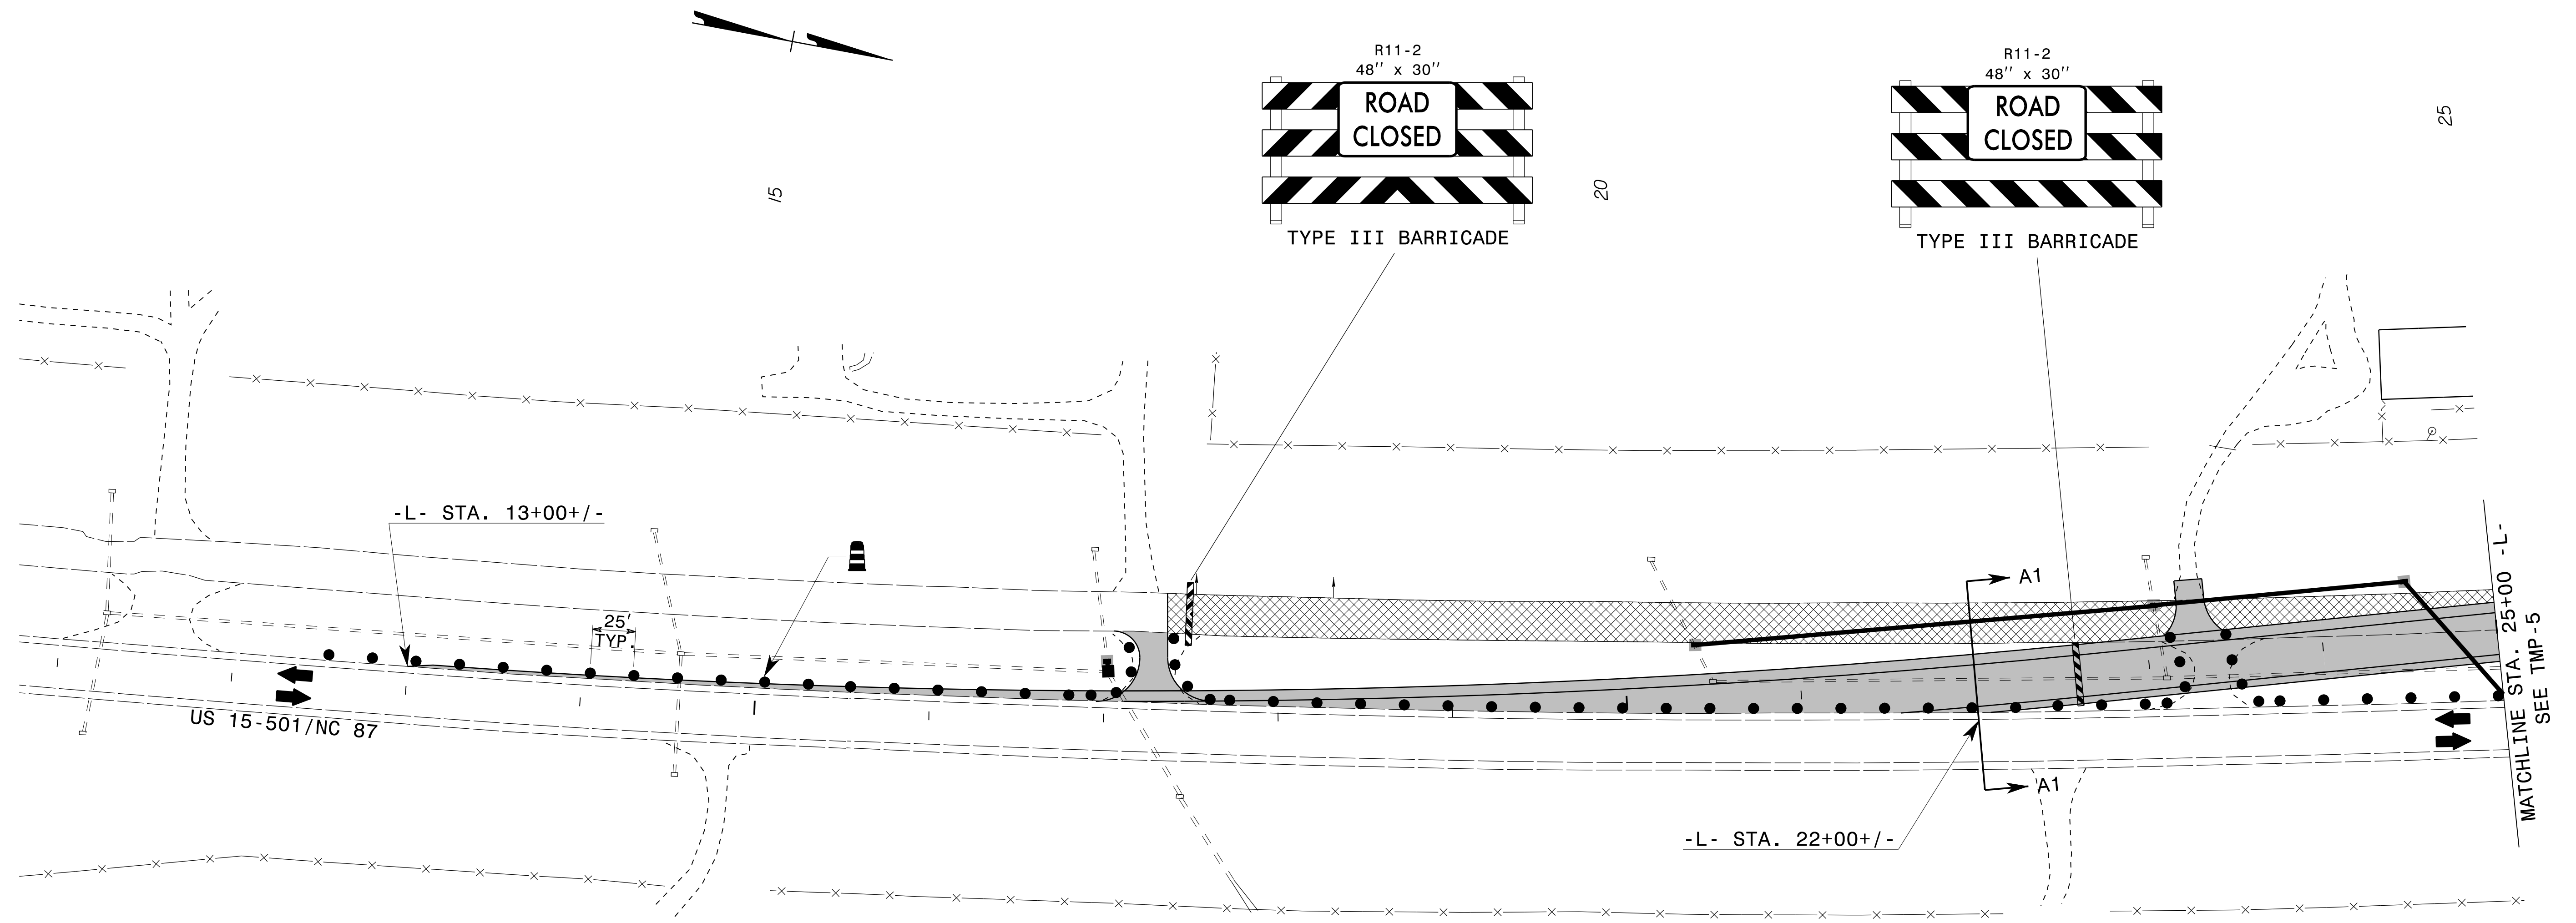 R11-2
48'' x 30''
ROAD
CLOSED
TYPE III BARRICADE
R11-2
48'' x 30''
ROAD
CLOSED
TYPE III BARRICADE
15
20
25
-L- STA. 13+00+/-
25'
TYP.
US 15-501/NC 87
A1
A1
-L- STA. 22+00+/-
MATCHLINE STA. 25+00 -L-
SEE TMP-5